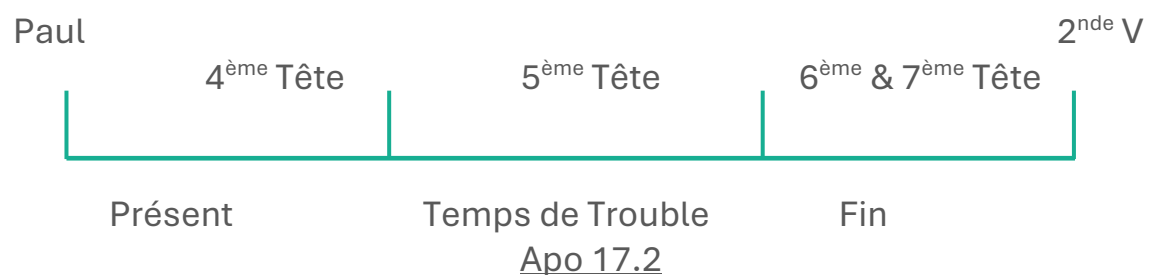 Paul 2nde V
4ème Tête 5ème Tête 6ème & 7ème Tête
Présent Temps de Trouble Fin
Apo 17.2